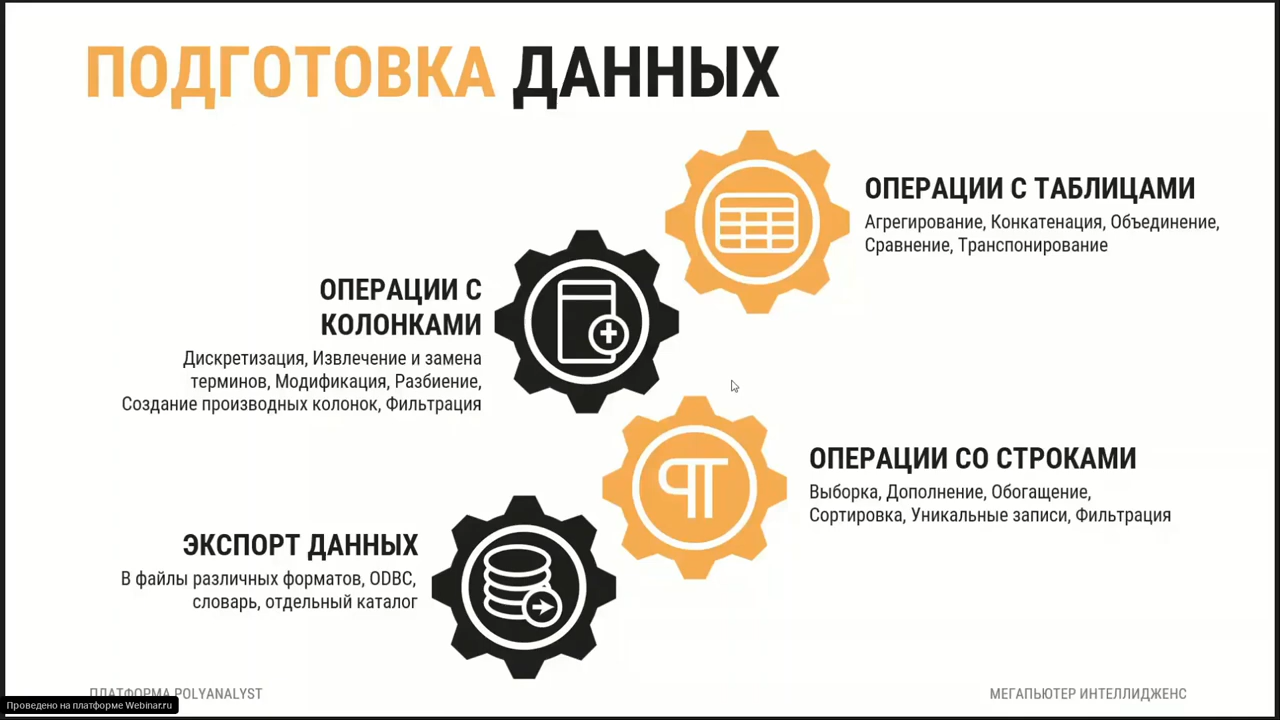 ПОДГОТОВКА ДАННЫХ
ОПЕРАЦИИ С ТАБЛИЦАМИ
Агрегирование, Конкатенация, Объединение,
Сравнение, Транспонирование
ОПЕРАЦИИ С
КОЛОНКАМИ
Дискретизация, Извлечение и замена
терминов, Модификация, Разбиение,
Создание производных колонок, Фильтрация
ОПЕРАЦИИ СО СТРОКАМИ
Выборка, Дополнение, Обогащение,
Сортировка, Уникальные записи, Фильтрация
ЭКСПОРТ ДАННЫХ
В файлы различных форматов, ODBC,
словарь, отдельный каталог
ПЛАТФОРМА POLYANALYST
МЕГАПЬЮТЕР ИНТЕЛЛИДЖЕНС
Проведено на платформе Webinar.ru